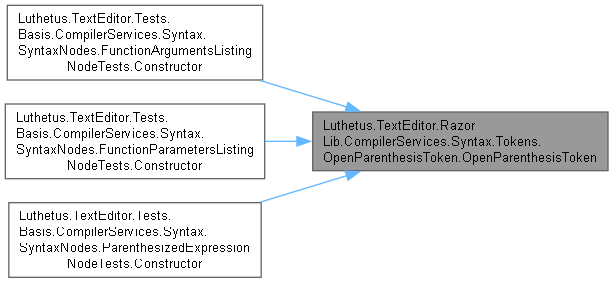 Luthetus.TextEditor.Tests.
Basis.CompilerServices.Syntax.
SyntaxNodes.FunctionArgumentsListing
NodeTests.Constructor
Luthetus.TextEditor.Tests.
Basis.CompilerServices.Syntax.
SyntaxNodes.FunctionParametersListing
NodeTests.Constructor
Luthetus.TextEditor.Tests.
Basis.CompilerServices.Syntax.
SyntaxNodes.ParenthesizedExpression
NodeTests.Constructor
Luthetus.TextEditor.Razor
Lib.CompilerServices.Syntax.Tokens.
OpenParenthesisToken.OpenParenthesisToken